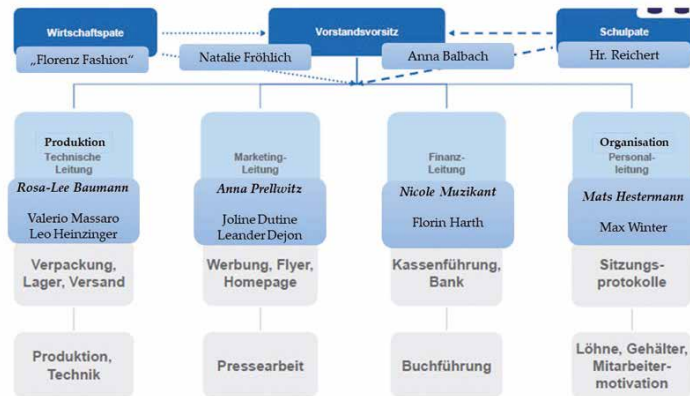 Wirtschaftspate
Vorstandsvorsitz
Schulpate
„Florenz Fashion“
Natalie Fröhlich
Anna Balbach
Hr. Reichert
Produktion
Technische
Leitung
Rosa-Lee Baumann
Valerio Massaro
Leo Heinzinger
Verpackung,
Lager, Versand
Produktion,
Technik
Marketing-
Leitung
Anna Prellwitz
Joline Dutine
Leander Dejon
Werbung, Flyer,
Homepage
Pressearbeit
Finanz-
Leitung
Nicole Muzikant
Florin Harth
Kassenführung,
Bank
Buchführung
Organisation
Personal-
leitung
Mats Hestermann
Max Winter
Sitzungs-
protokolle
Löhne, Gehälter,
Mitarbeiter-
motivation